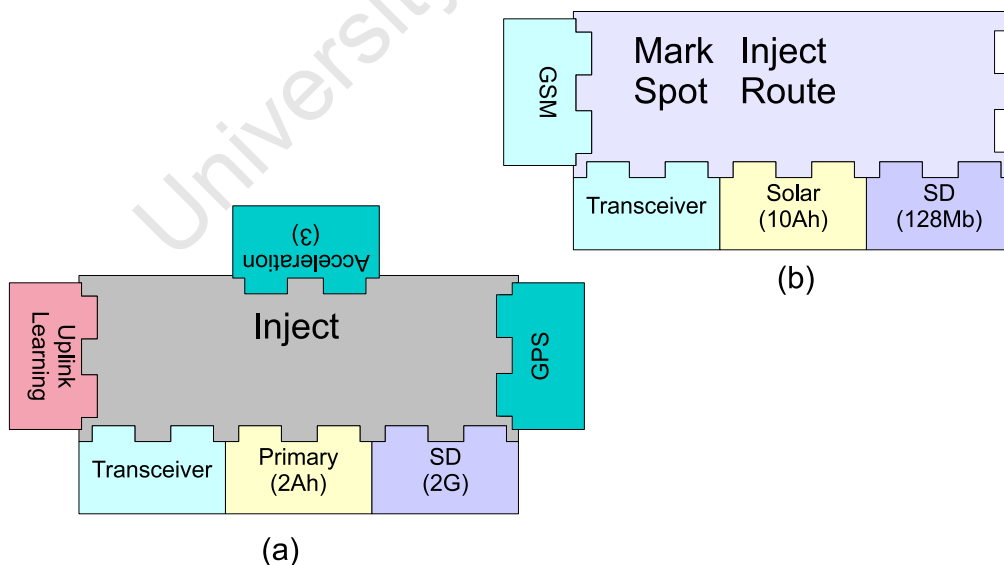 University
GSM
Mark Inject
Spot Route
Transceiver
Solar
(10Ah)
SD
(128Mb)
(b)
Acceleration
(3)
Uplink
Learning
Inject
GPS
Transceiver
Primary
(2Ah)
SD
(2G)
(a)